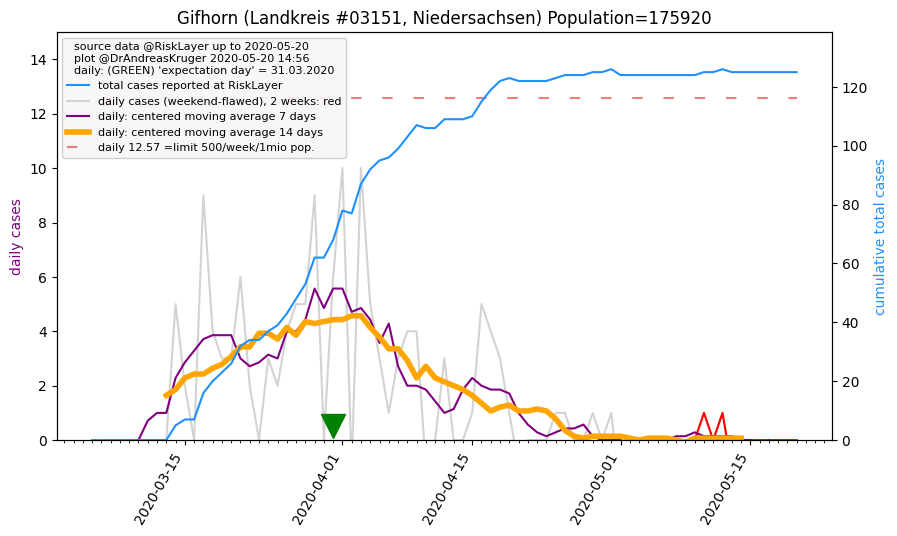 Gifhorn (Landkreis #03151, Niedersachsen) Population=175920
source data @RiskLayer up to 2020-05-20
plot @DrAndreasKruger 2020-05-20 14:56
daily: (GREEN) 'expectation day' = 31.03.2020
total cases reported at RiskLayer
daily cases (weekend-flawed), 2 weeks: red
daily: centered moving average 7 days
daily: centered moving average 14 days
daily 12.57 =limit 500/week/1mio pop.
daily cases
14
12
10
8
6
4
2
0
cumulative total cases
120
100
80
60
40
20
0
2020-03-15
2020-04-01
2020-04-15
2020-05-01
2020-05-15